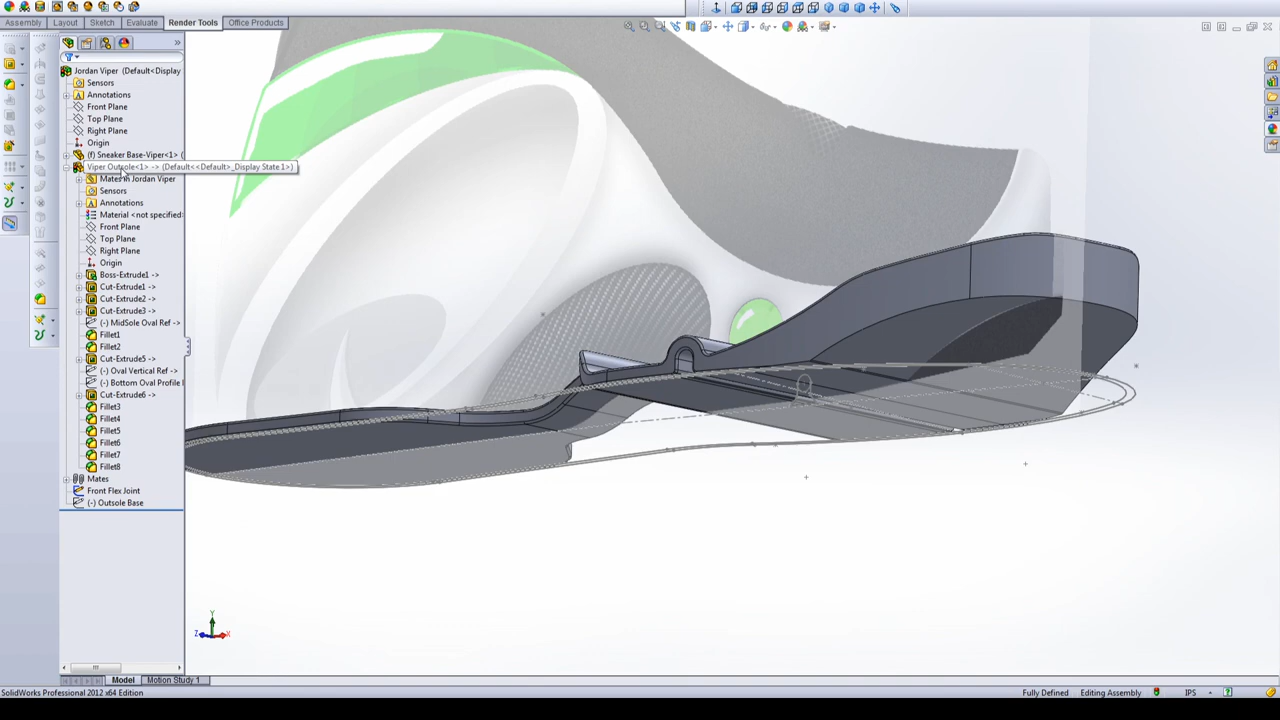 Assembly Layout Sketch Evaluate Render Tools Office Products
Jordan Viper (Default<Display
Sensors
Annotations
Front Plane
Top Plane
Right Plane
Origin
(f) Sneaker Base-Viper<1> (
Viper Outsole<1> -> (Default<<Default>_Display State 1>)
Mates in Jordan Viper
Sensors
Annotations
Material <not specified>
Front Plane
Top Plane
Right Plane
Origin
Boss-Extrude1 ->
Cut-Extrude1 ->
Cut-Extrude2 ->
Cut-Extrude3 ->
(-) MidSole Oval Ref ->
Fillet1
Fillet2
Cut-Extrude5 ->
(-) Oval Vertical Ref ->
(-) Bottom Oval Profile
Cut-Extrude6 ->
Fillet3
Fillet4
Fillet5
Fillet6
Fillet7
Fillet8
Mates
Front Flex Joint
(-) Outsole Base
Y
Z X
Model Motion Study 1
SolidWorks Professional 2012 x64 Edition Fully Defined Editing Assembly IPS